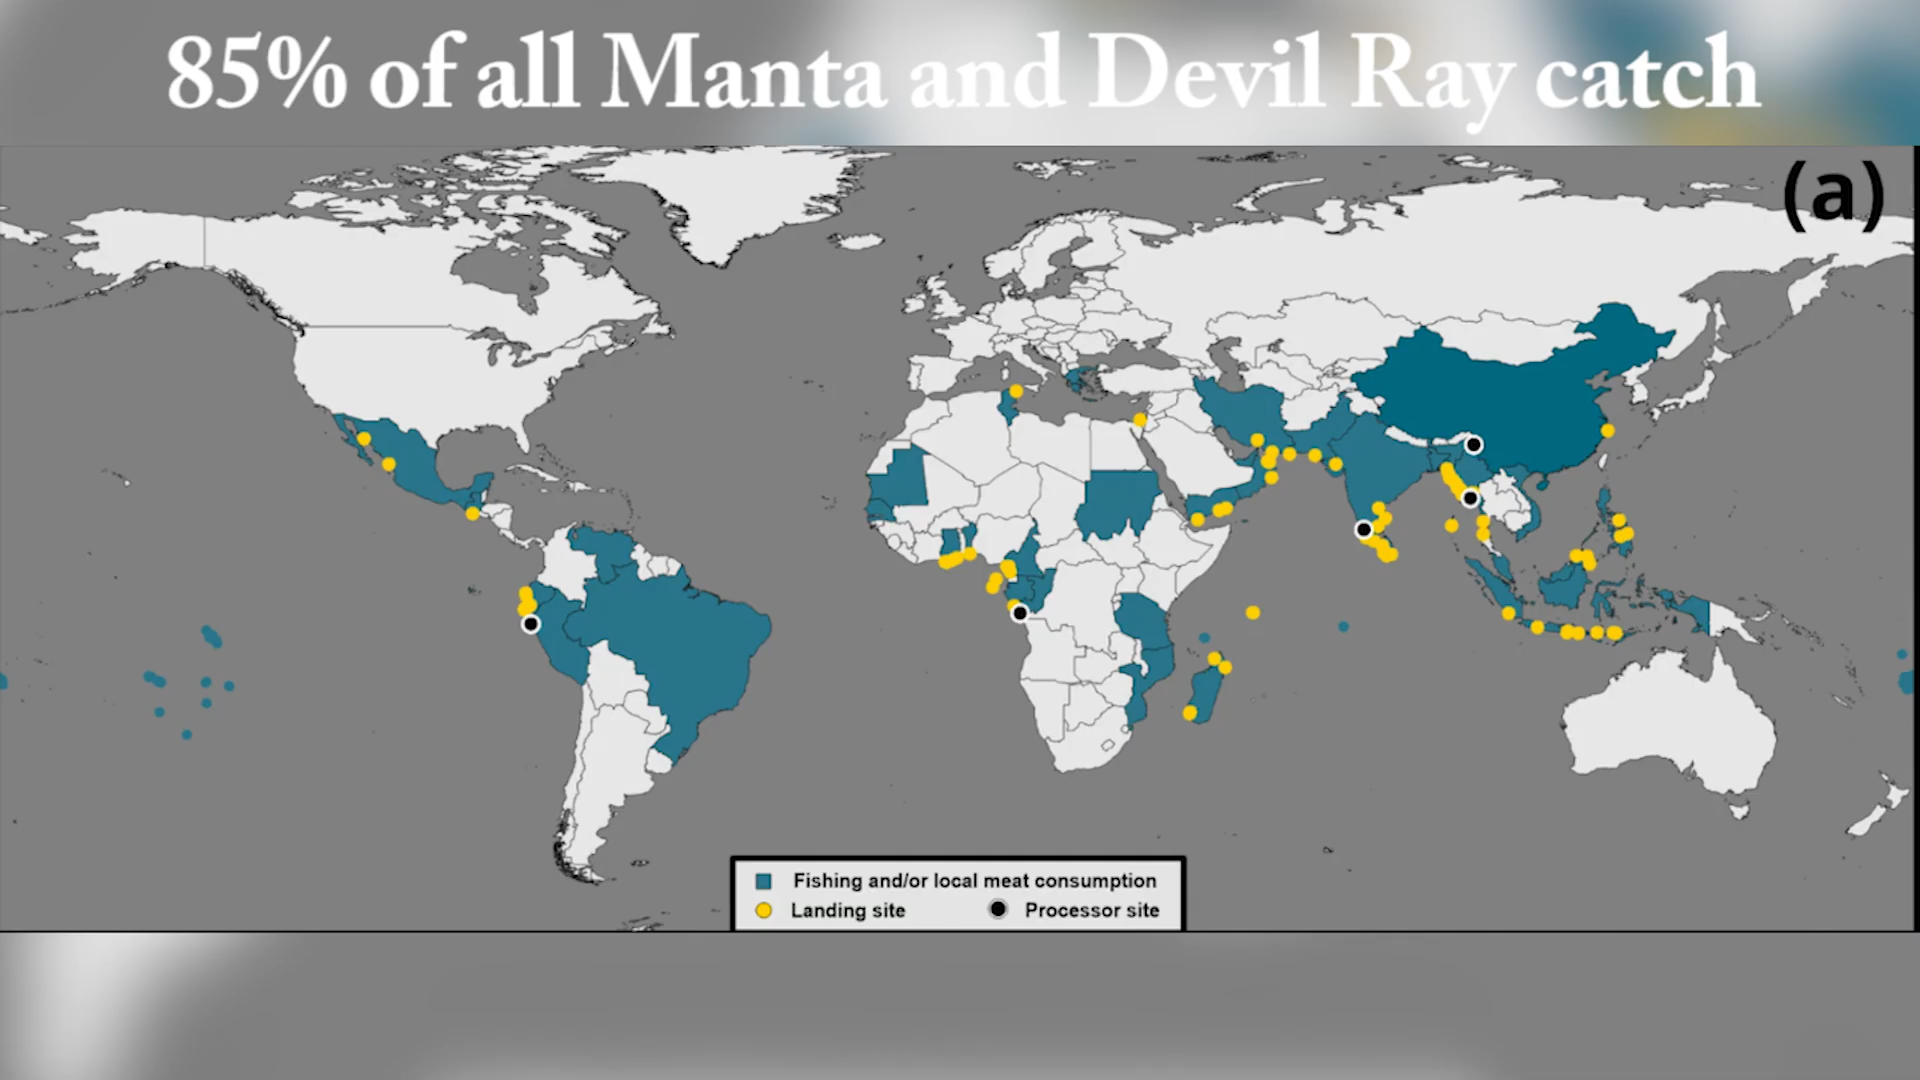 85% of all Manta and Devil Ray catch
(a)
Fishing and/or local meat consumption
Landing site
Processor site